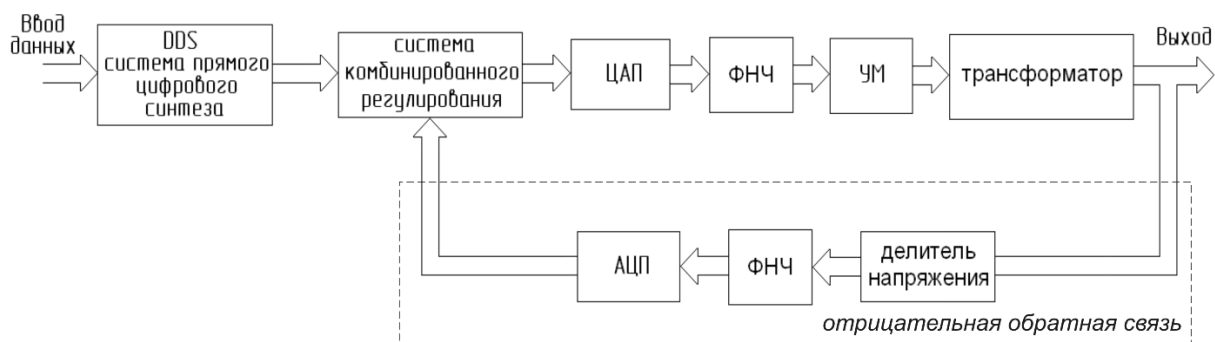 Ввод
данных
DDS
система прямого
цифрового
синтеза
система
комбинированного
регулирования
ЦАП
ФНЧ
УМ
трансформатор
Выход
АЦП
ФНЧ
делитель
напряжения
отрицательная обратная связь